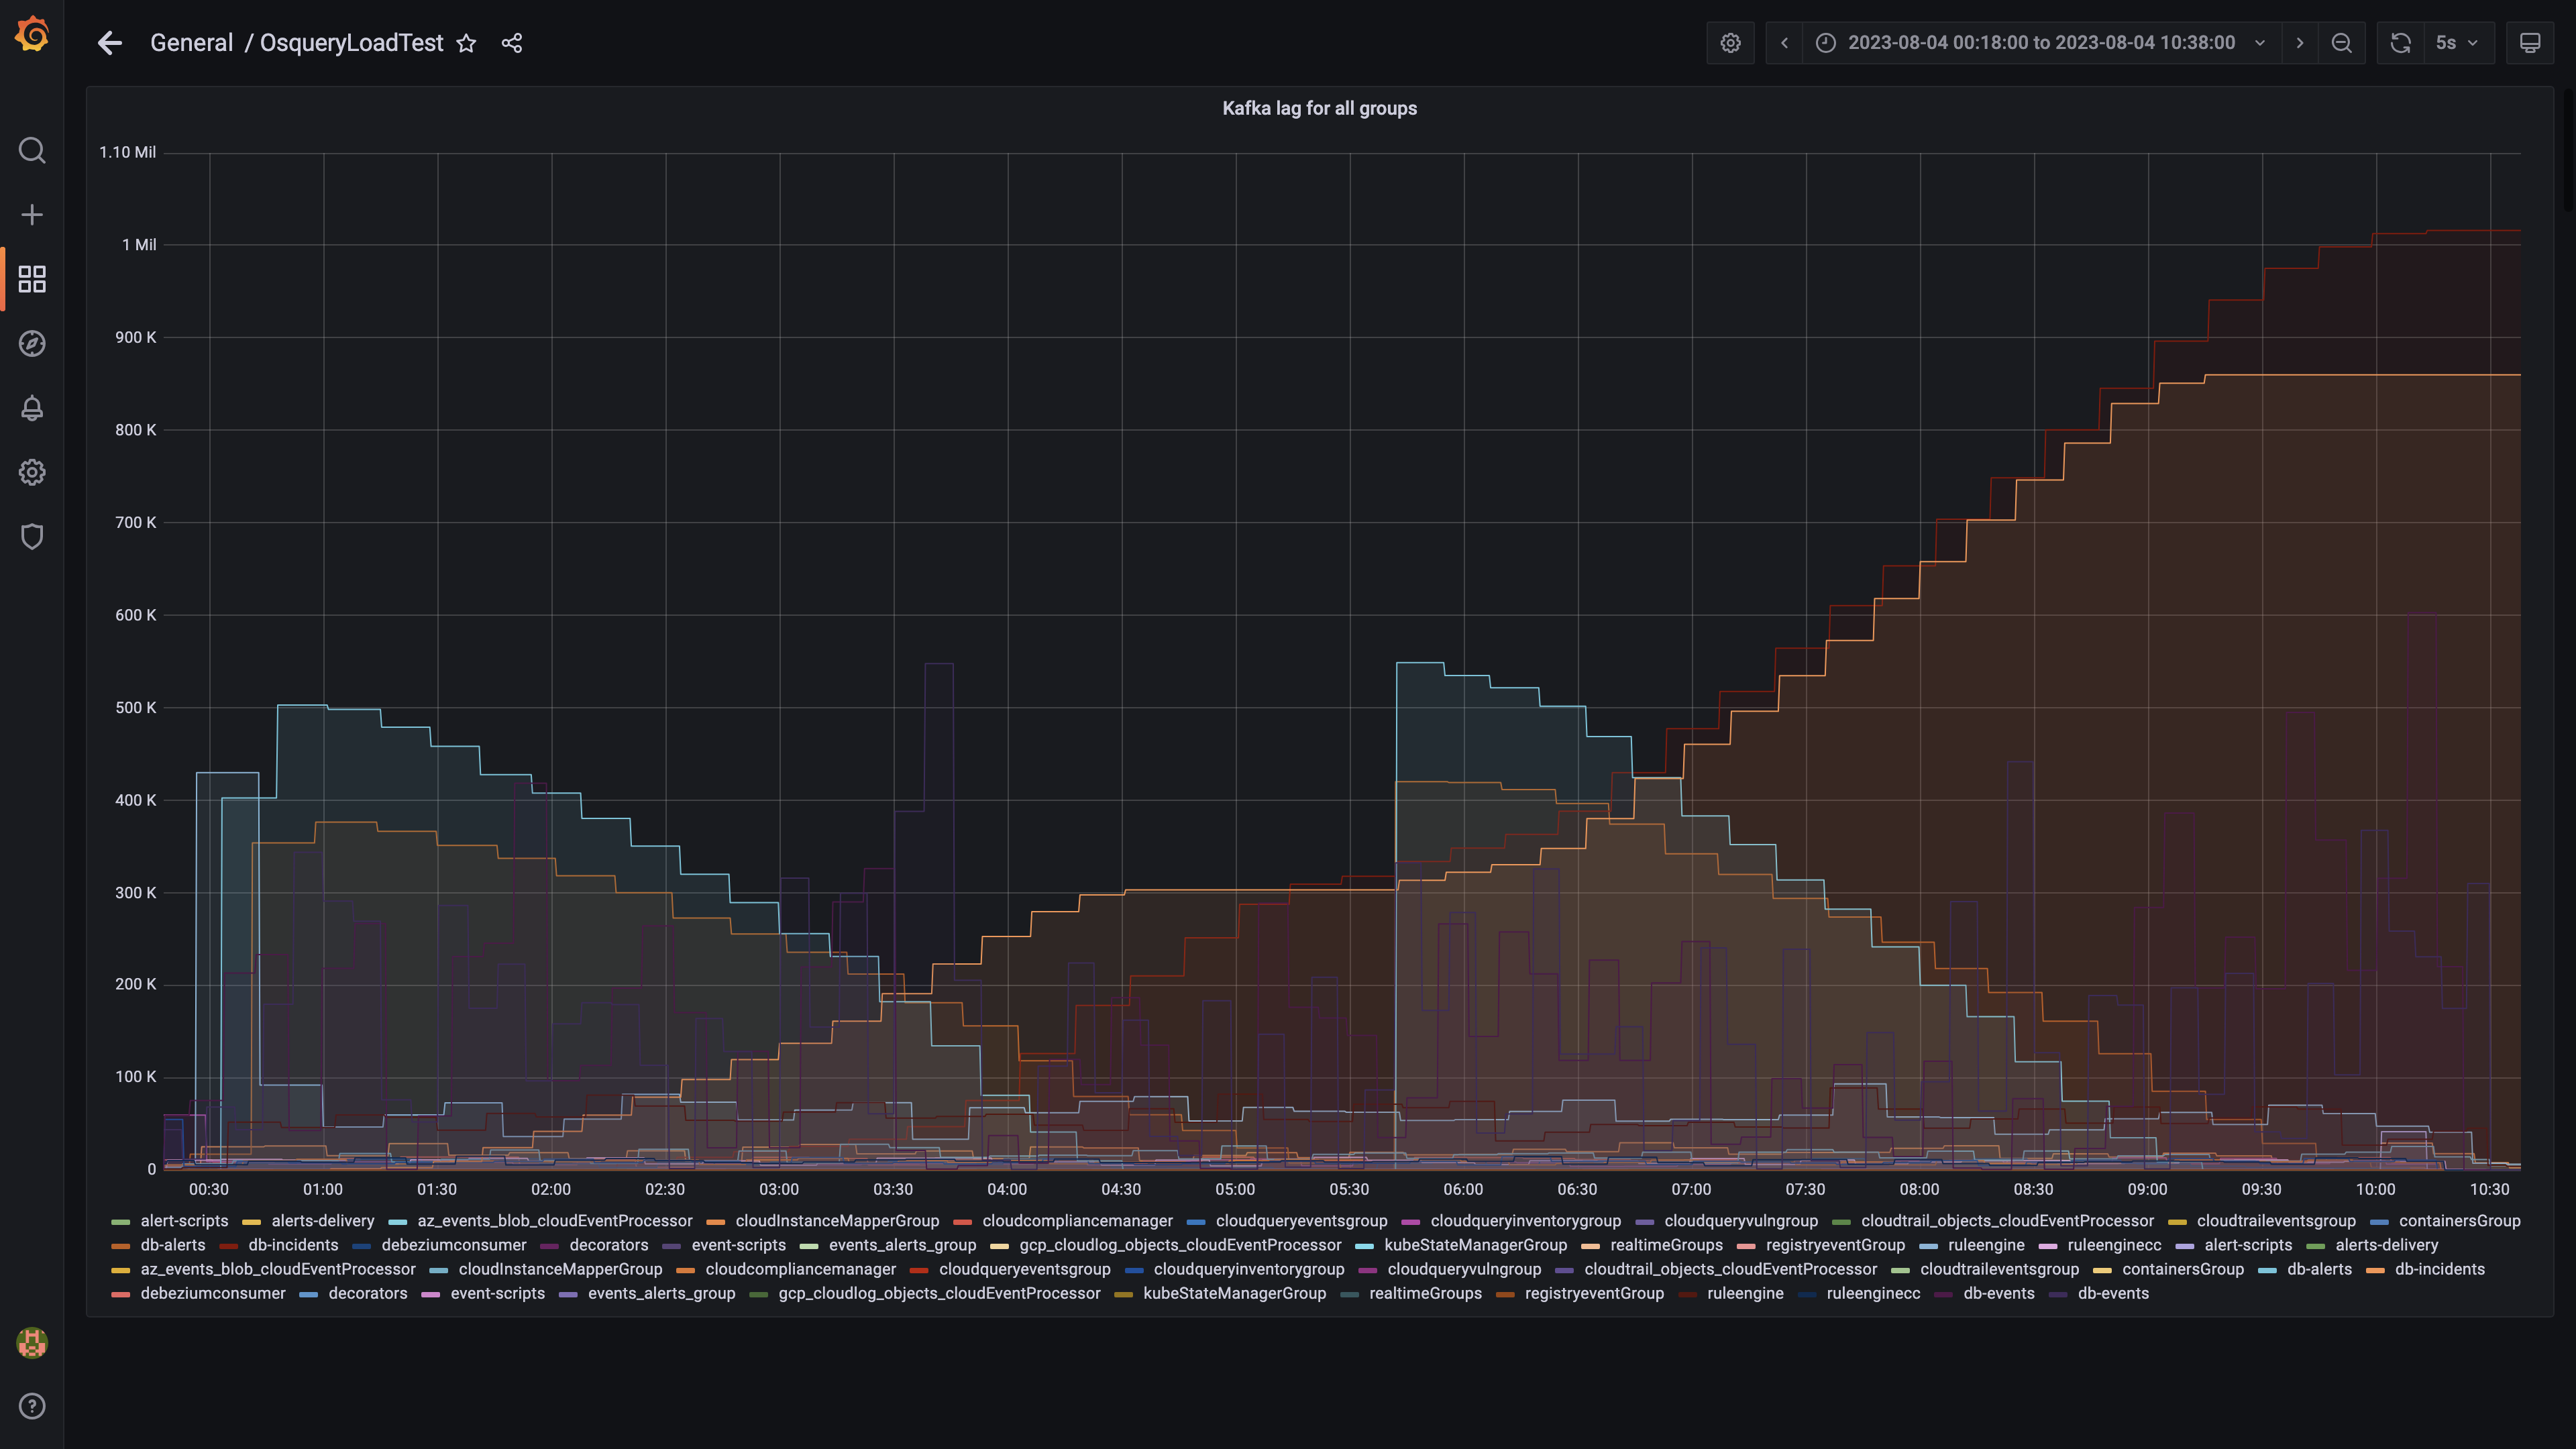 General / OsqueryLoadTest
2023-08-04 00:18:00 to 2023-08-04 10:38:00
5s
Kafka lag for all groups
1.10 Mil
1 Mil
900 K
800 K
700 K
600 K
500 K
400 K
300 K
200 K
100 K
0
00:30 01:00 01:30 02:00 02:30 03:00 03:30 04:00 04:30 05:00 05:30 06:00 06:30 07:00 07:30 08:00 08:30 09:00 09:30 10:00 10:30
alert-scripts alerts-delivery az_events_blob_cloudEventProcessor cloudInstanceMapperGroup cloudcompliancemanager cloudqueryeventsgroup cloudqueryinventorygroup cloudqueryvulngroup cloudtrail_objects_cloudEventProcessor cloudtraileventsgroup containersGroup
db-alerts db-incidents debeziumconsumer decorators event-scripts events_alerts_group gcp_cloudlog_objects_cloudEventProcessor kubeStateManagerGroup realtimeGroups registryeventGroup ruleengine ruleenginecc alert-scripts alerts-delivery
az_events_blob_cloudEventProcessor cloudInstanceMapperGroup cloudcompliancemanager cloudqueryeventsgroup cloudqueryinventorygroup cloudqueryvulngroup cloudtrail_objects_cloudEventProcessor cloudtraileventsgroup containersGroup db-alerts db-incidents
debeziumconsumer decorators event-scripts events_alerts_group gcp_cloudlog_objects_cloudEventProcessor kubeStateManagerGroup realtimeGroups registryeventGroup ruleengine ruleenginecc db-events db-events